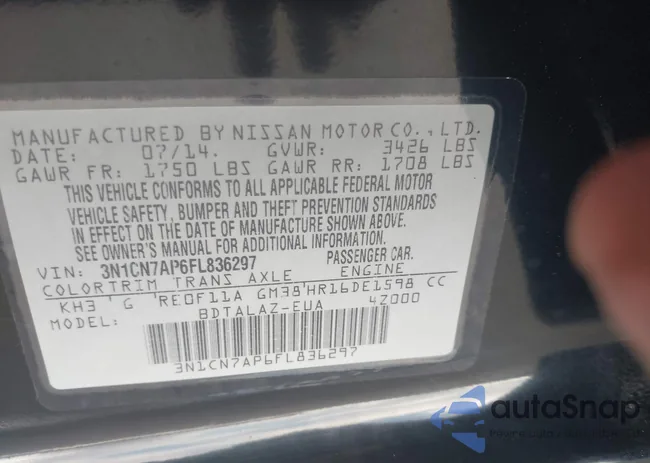 MANUFACTURED BY NISSAN MOTOR CO., LTD.
DATE: 07/14. GVWR: 3426 LBS
GAWR FR: 1750 LBS GAWR RR: 1708 LBS
THIS VEHICLE CONFORMS TO ALL APPLICABLE FEDERAL MOTOR
VEHICLE SAFETY, BUMPER AND THEFT PREVENTION STANDARDS
IN EFFECT ON THE DATE OF MANUFACTURE SHOWN ABOVE.
SEE OWNER'S MANUAL FOR ADDITIONAL INFORMATION.
VIN: 3N1CN7AP6FL836297 PASSENGER CAR.
COLOR TRIM TRANS AXLE ENGINE
KH3 ' G 'RE0F11A GM38'HR16DE1598 CC
MODEL: BDTALAZ-EUA 42000
3N1CN7AP6FL836297
autaSnap